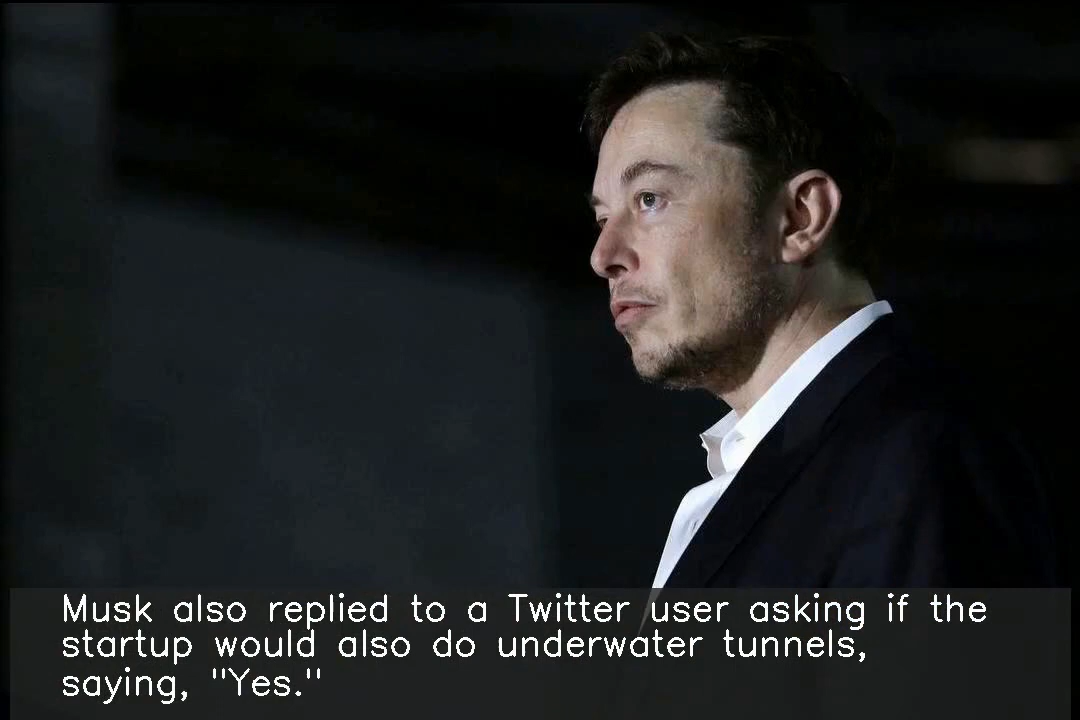 Musk also replied to a Twitter user asking if the
startup would also do underwater tunnels,
saying, "Yes."